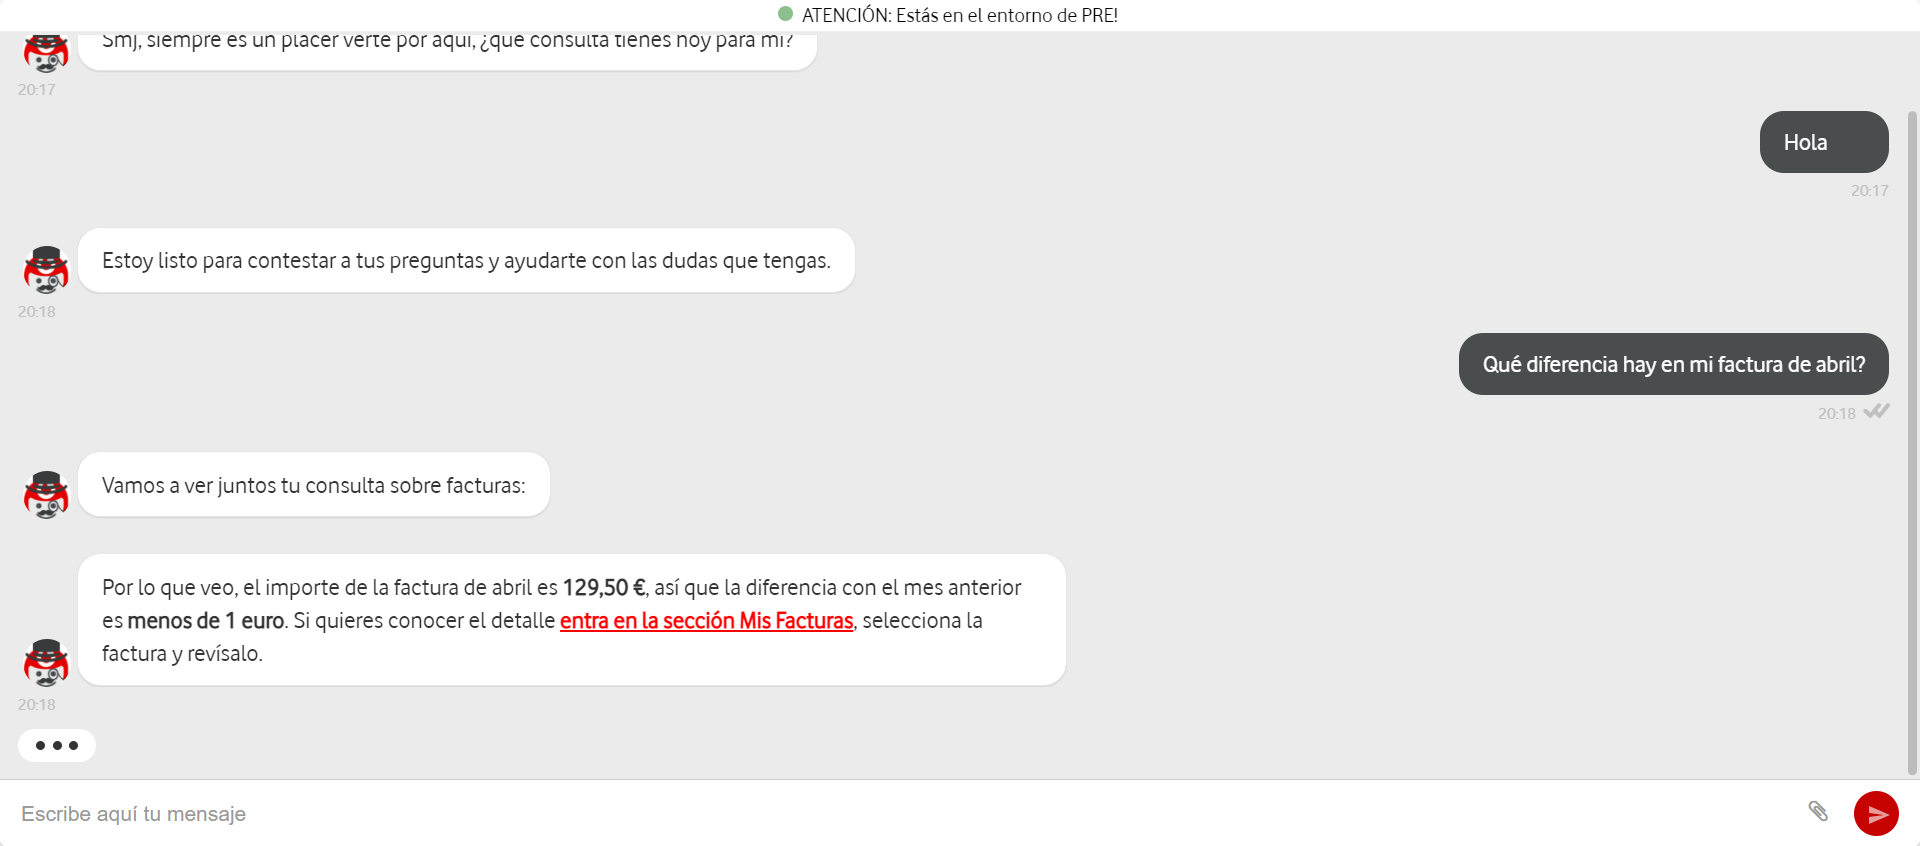 ATENCIÓN: Estás en el entorno de PRE!
Smj, siempre es un placer verte por aquí, ¿qué consulta tienes hoy para mí?
20:17
Hola
20:17
Estoy listo para contestar a tus preguntas y ayudarte con las dudas que tengas.
20:18
Qué diferencia hay en mi factura de abril?
20:18
Vamos a ver juntos tu consulta sobre facturas:
Por lo que veo, el importe de la factura de abril es 129,50 €, así que la diferencia con el mes anterior
es menos de 1 euro. Si quieres conocer el detalle entra en la sección Mis Facturas, selecciona la
factura y revísalo.
20:18
Escribe aquí tu mensaje